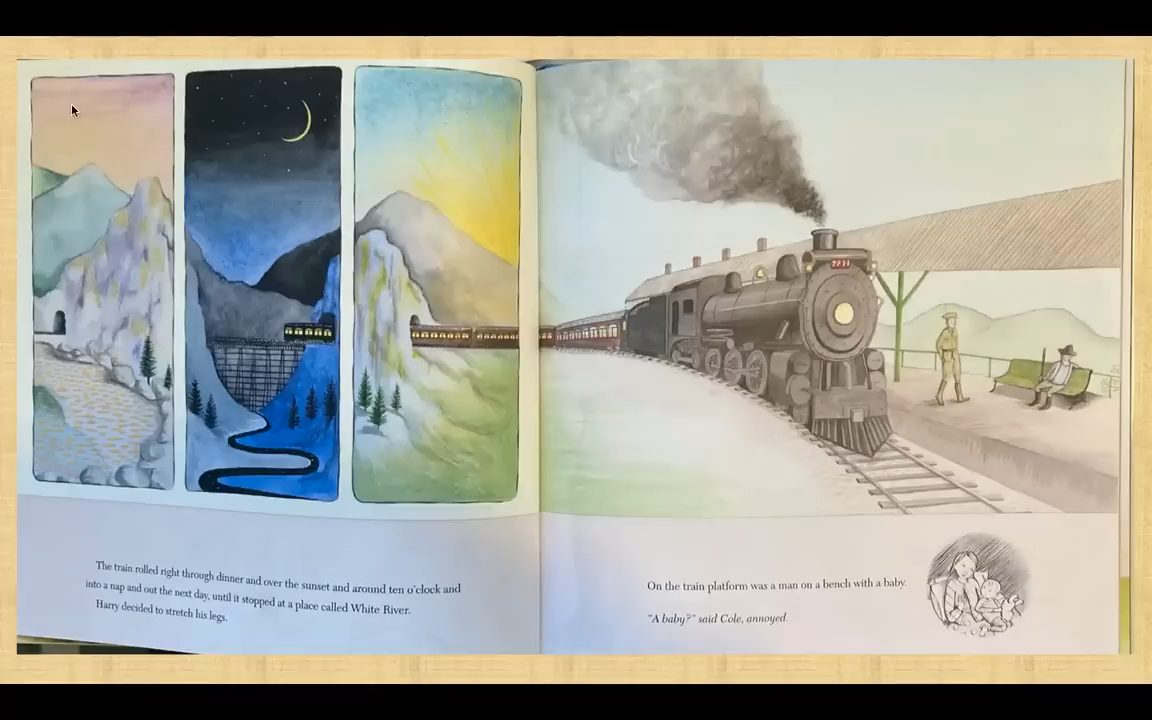 The train rolled right through dinner and over the sunset and around ten o'clock and
into a nap and out the next day, until it stopped at a place called White River.
Harry decided to stretch his legs.
On the train platform was a man on a bench with a baby.
"A baby?" said Cole, annoyed.